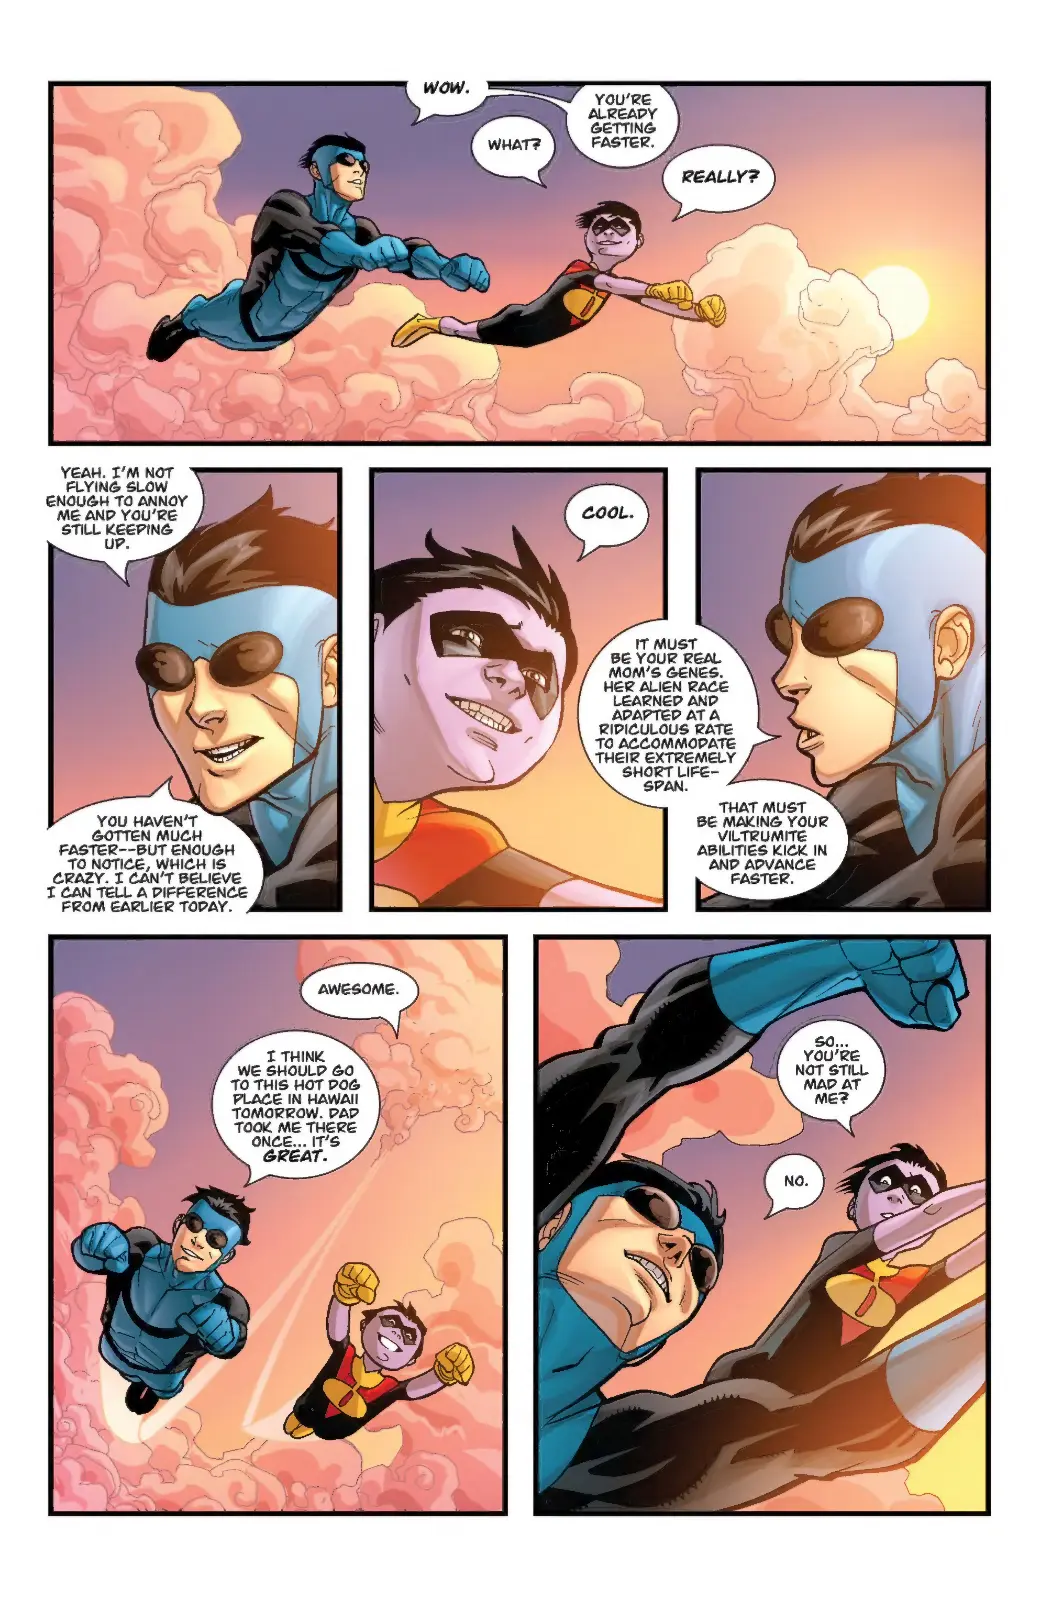 WOW.
YOU'RE
ALREADY
GETTING
FASTER.
WHAT?
REALLY?
YEAH. I'M NOT
FLYING SLOW
ENOUGH TO ANNOY
ME AND YOU'RE
STILL KEEPING
UP.
YOU HAVEN'T
GOTTEN MUCH
FASTER--BUT ENOUGH
TO NOTICE, WHICH IS
CRAZY. I CAN'T BELIEVE
I CAN TELL A DIFFERENCE
FROM EARLIER TODAY.
COOL.
IT MUST
BE YOUR REAL
MOM'S GENES.
HER ALIEN RACE
LEARNED AND
ADAPTED AT A
RIDICULOUS RATE
TO ACCOMMODATE
THEIR EXTREMELY
SHORT LIFE-
SPAN.
THAT MUST
BE MAKING YOUR
VILTRUMITE
ABILITIES KICK IN
AND ADVANCE
FASTER.
AWESOME.
I THINK
WE SHOULD GO
TO THIS HOT DOG
PLACE IN HAWAII
TOMORROW. DAD
TOOK ME THERE
ONCE... IT'S
GREAT.
SO...
YOU'RE
NOT STILL
MAD AT
ME?
NO.